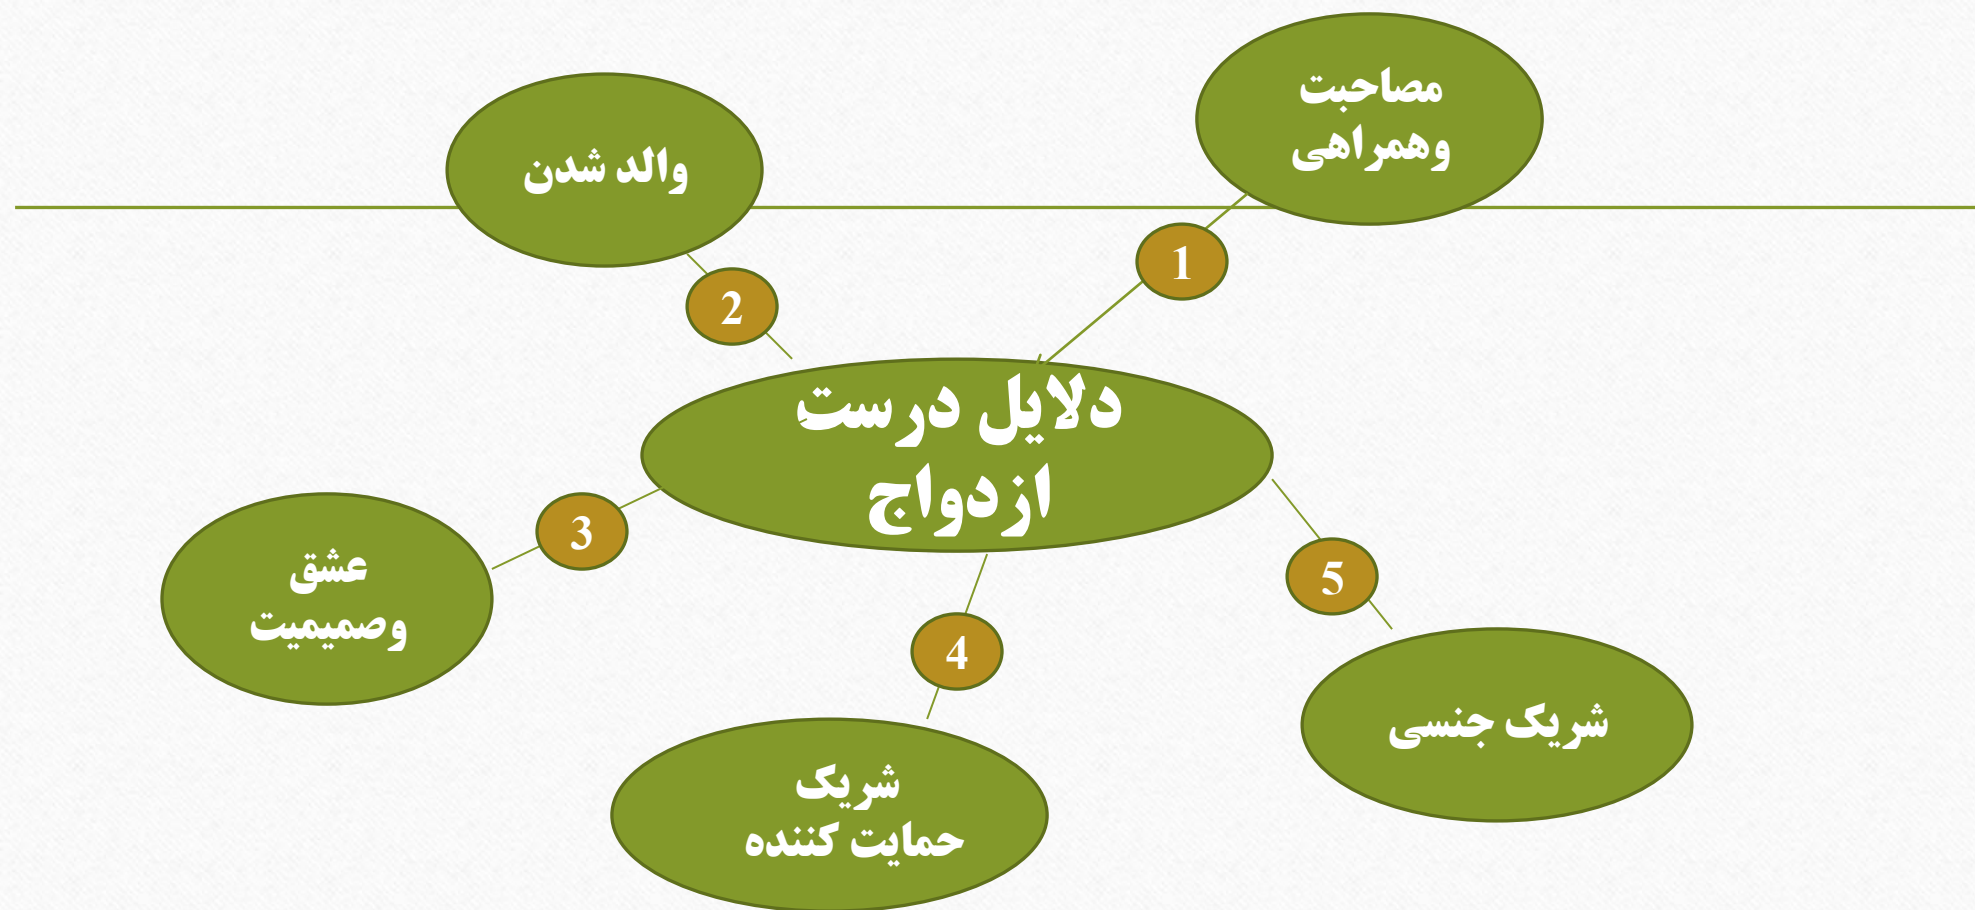 دلایل درست
ازدواج
1
مصاحبت
وهمراهی
2
والد شدن
3
عشق
وصمیمیت
4
شریک
حمایت کننده
5
شریک جنسی